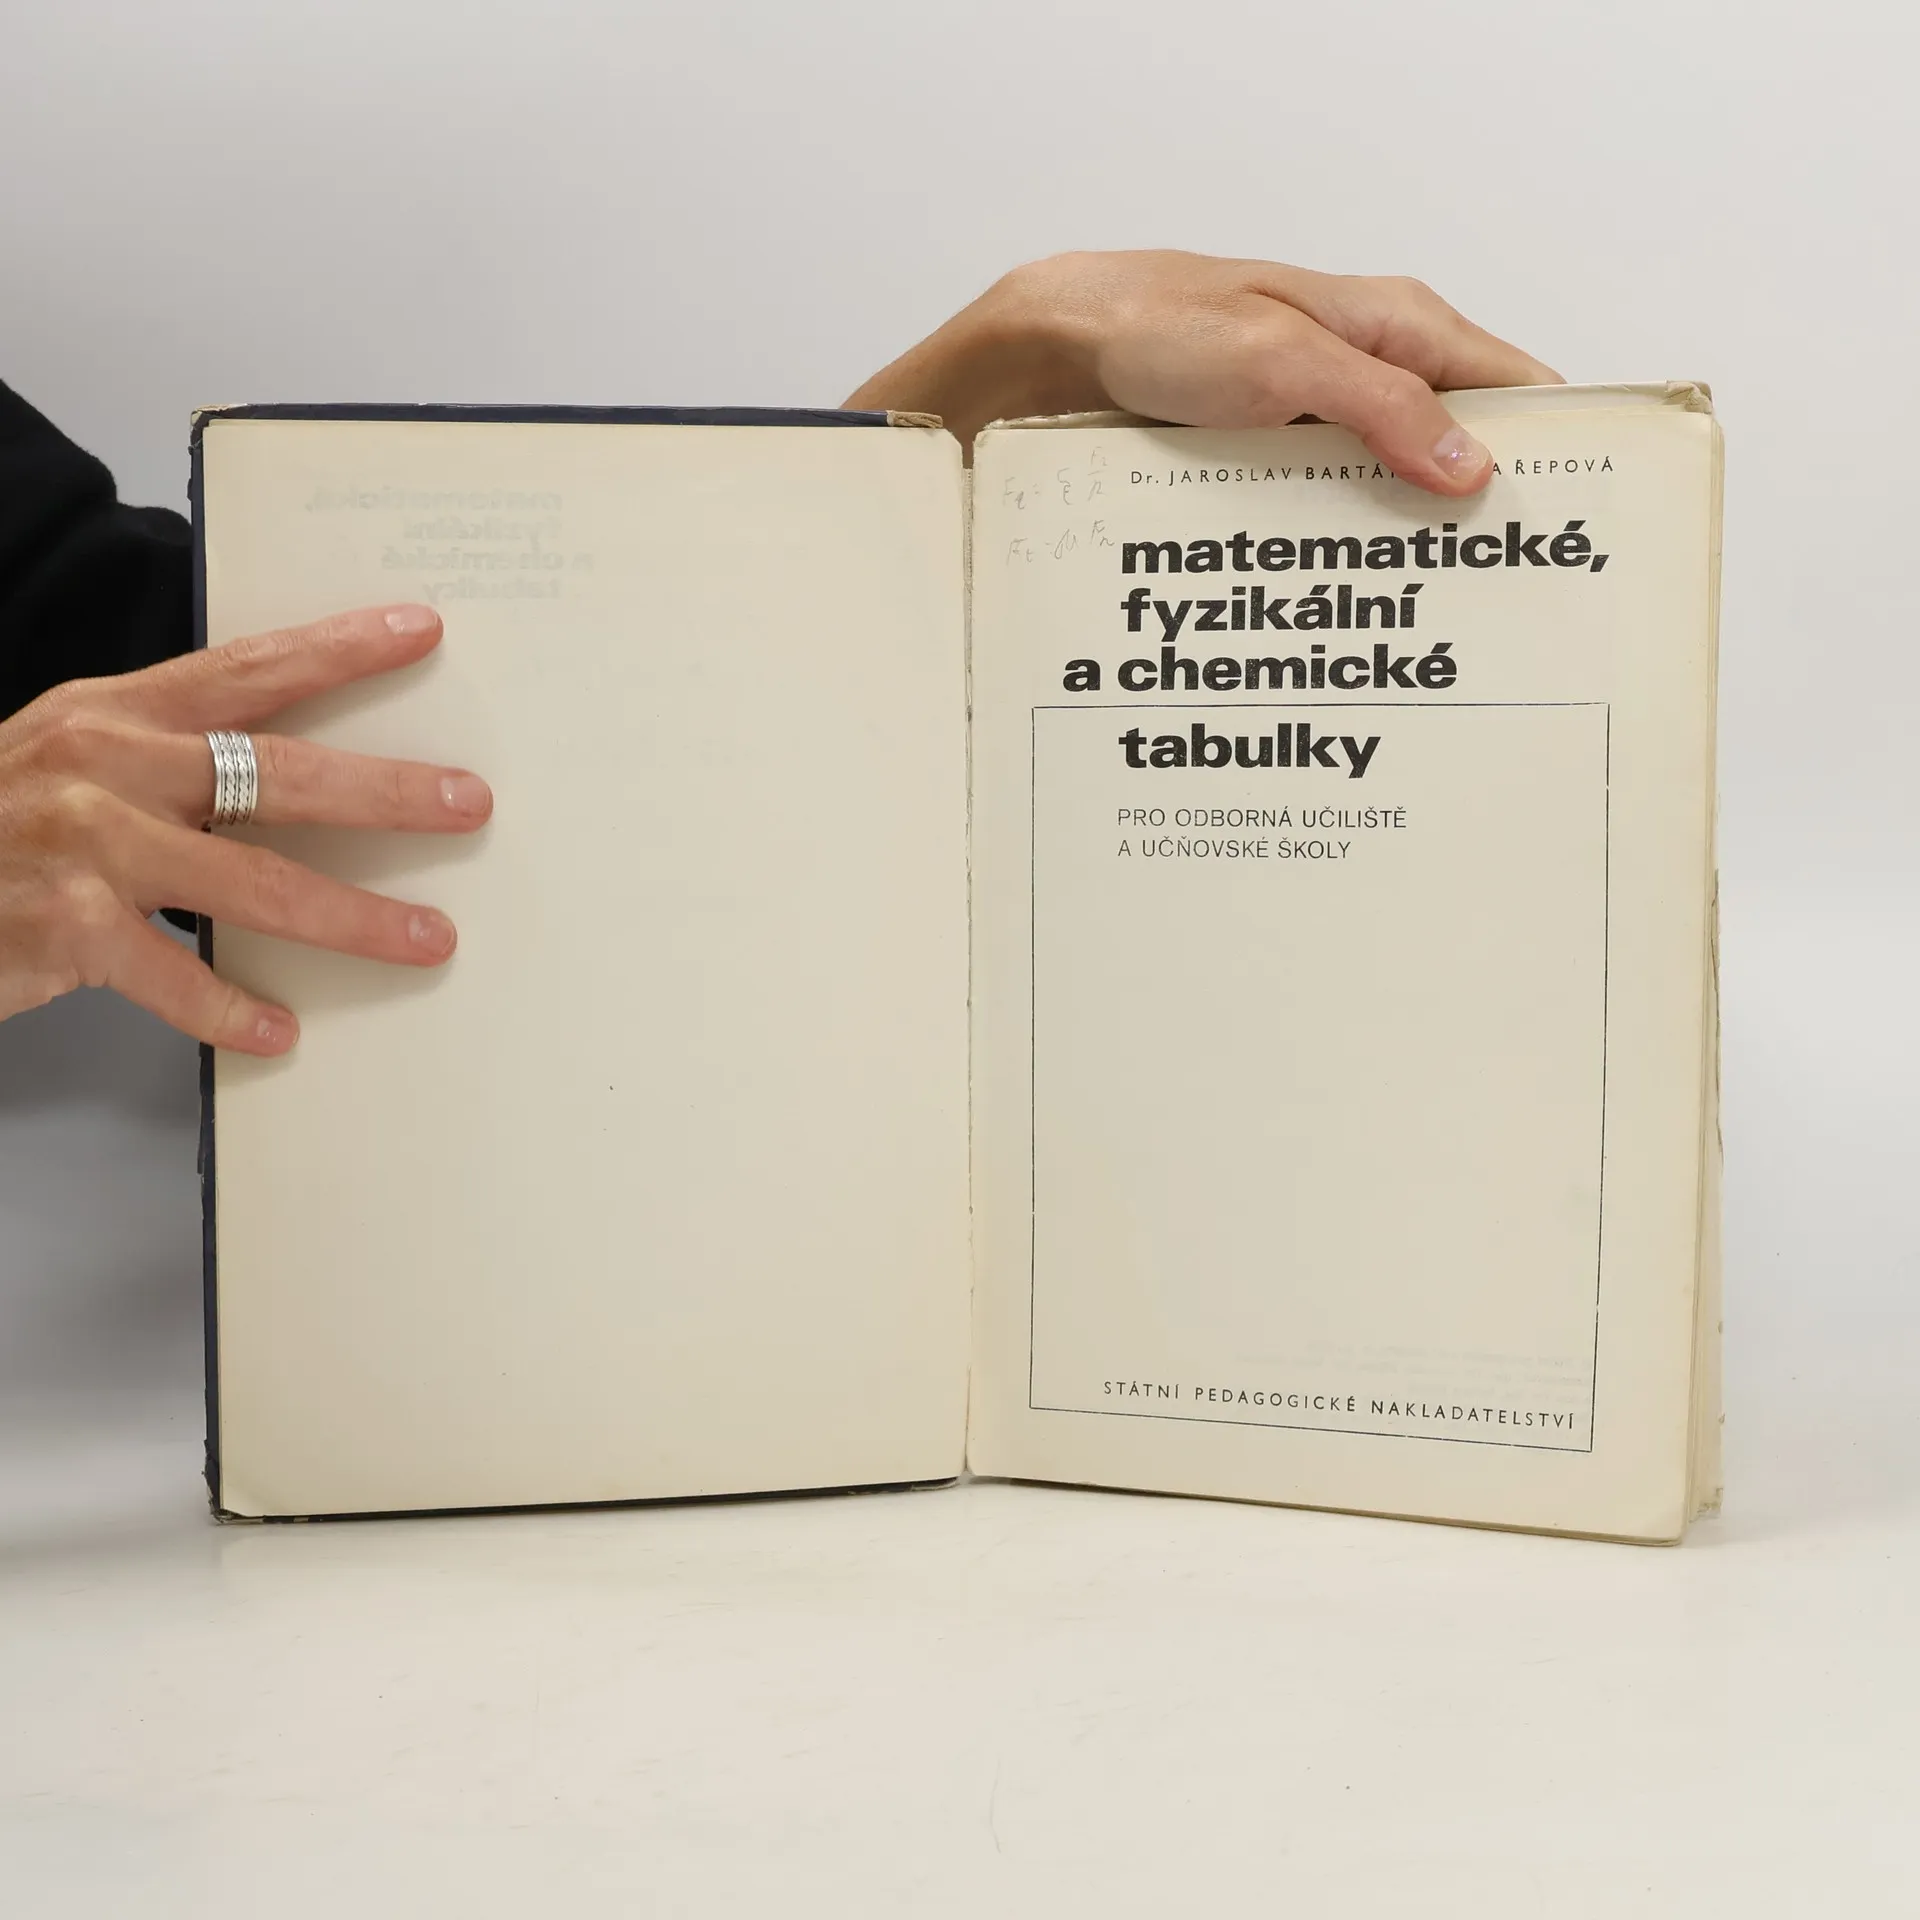 Dr. JAROSLAV BARTÁ A ŘEPOVÁ
matematické,
fyzikální
a chemické
tabulky
PRO ODBORNÁ UČILIŠTĚ
A UČŇOVSKÉ ŠKOLY
STÁTNÍ PEDAGOGICKÉ NAKLADATELSTVÍ